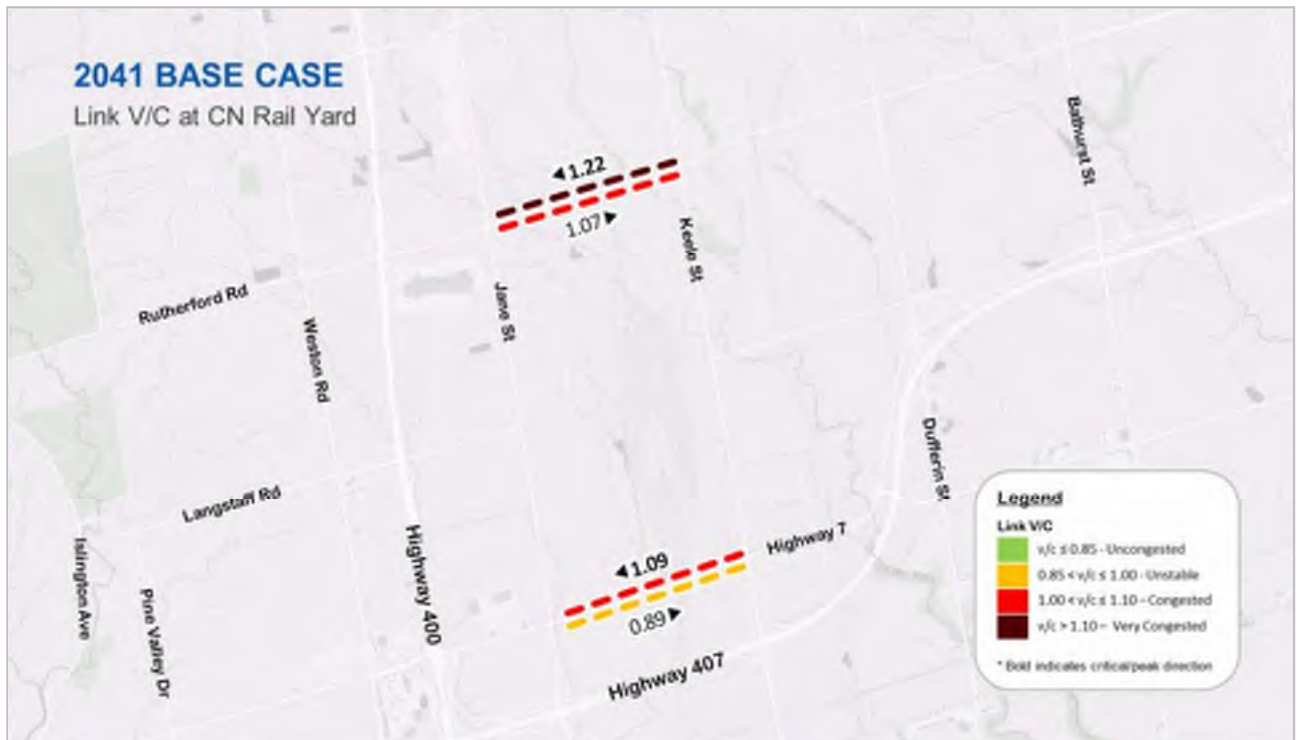 2041 BASE CASE
Link V/C at CN Rail Yard
Bathurst St
◄1.22
1.07►
Keele St
Rutherford Rd
Jane St
Weston Rd
Dufferin St
Langstaff Rd
Highway 400
Highway 7
Islington Ave
Pine Valley Dr
◄1.09
0.89►
Highway 407
Legend
Link V/C
v/c ≤ 0.85 - Uncongested
0.85 < v/c ≤ 1.00 - Unstable
1.00 < v/c ≤ 1.10 – Congested
v/c > 1.10 – Very Congested
* Bold indicates critical/peak direction